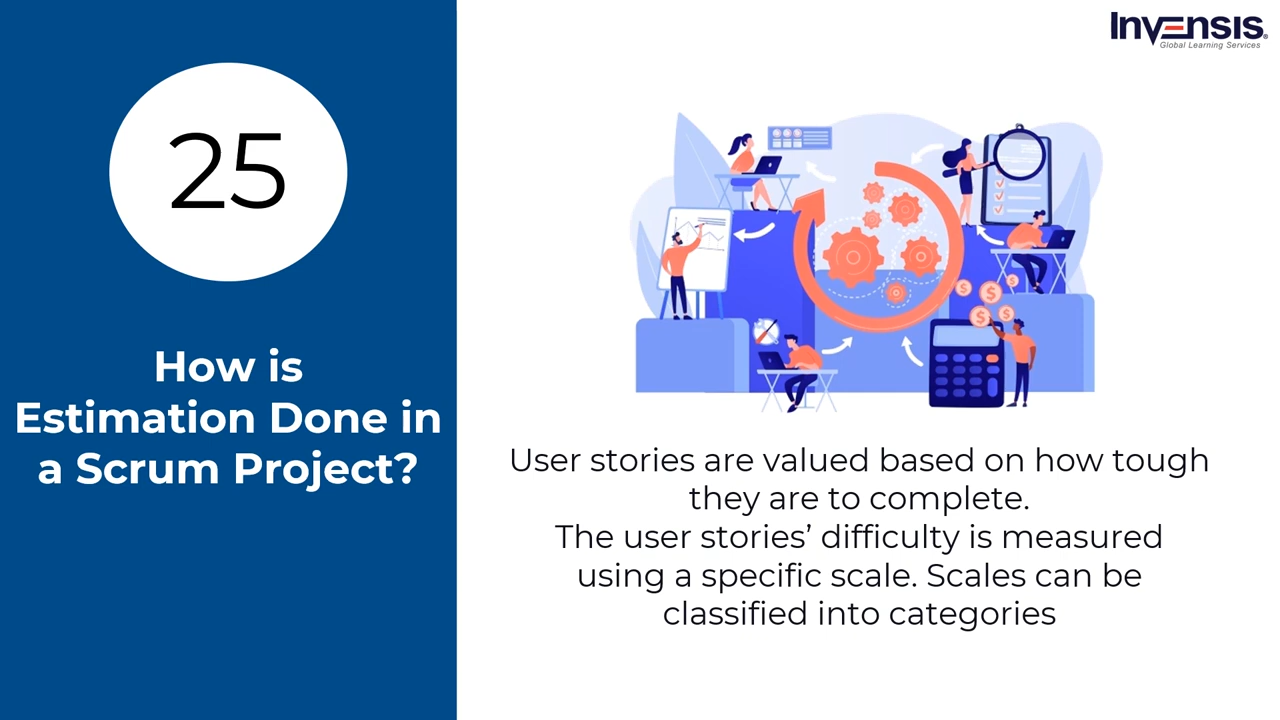 Invensis®
Global Learning Services
25
How is
Estimation Done in
a Scrum Project?
$
$
$
$
User stories are valued based on how tough
they are to complete.
The user stories’ difficulty is measured
using a specific scale. Scales can be
classified into categories